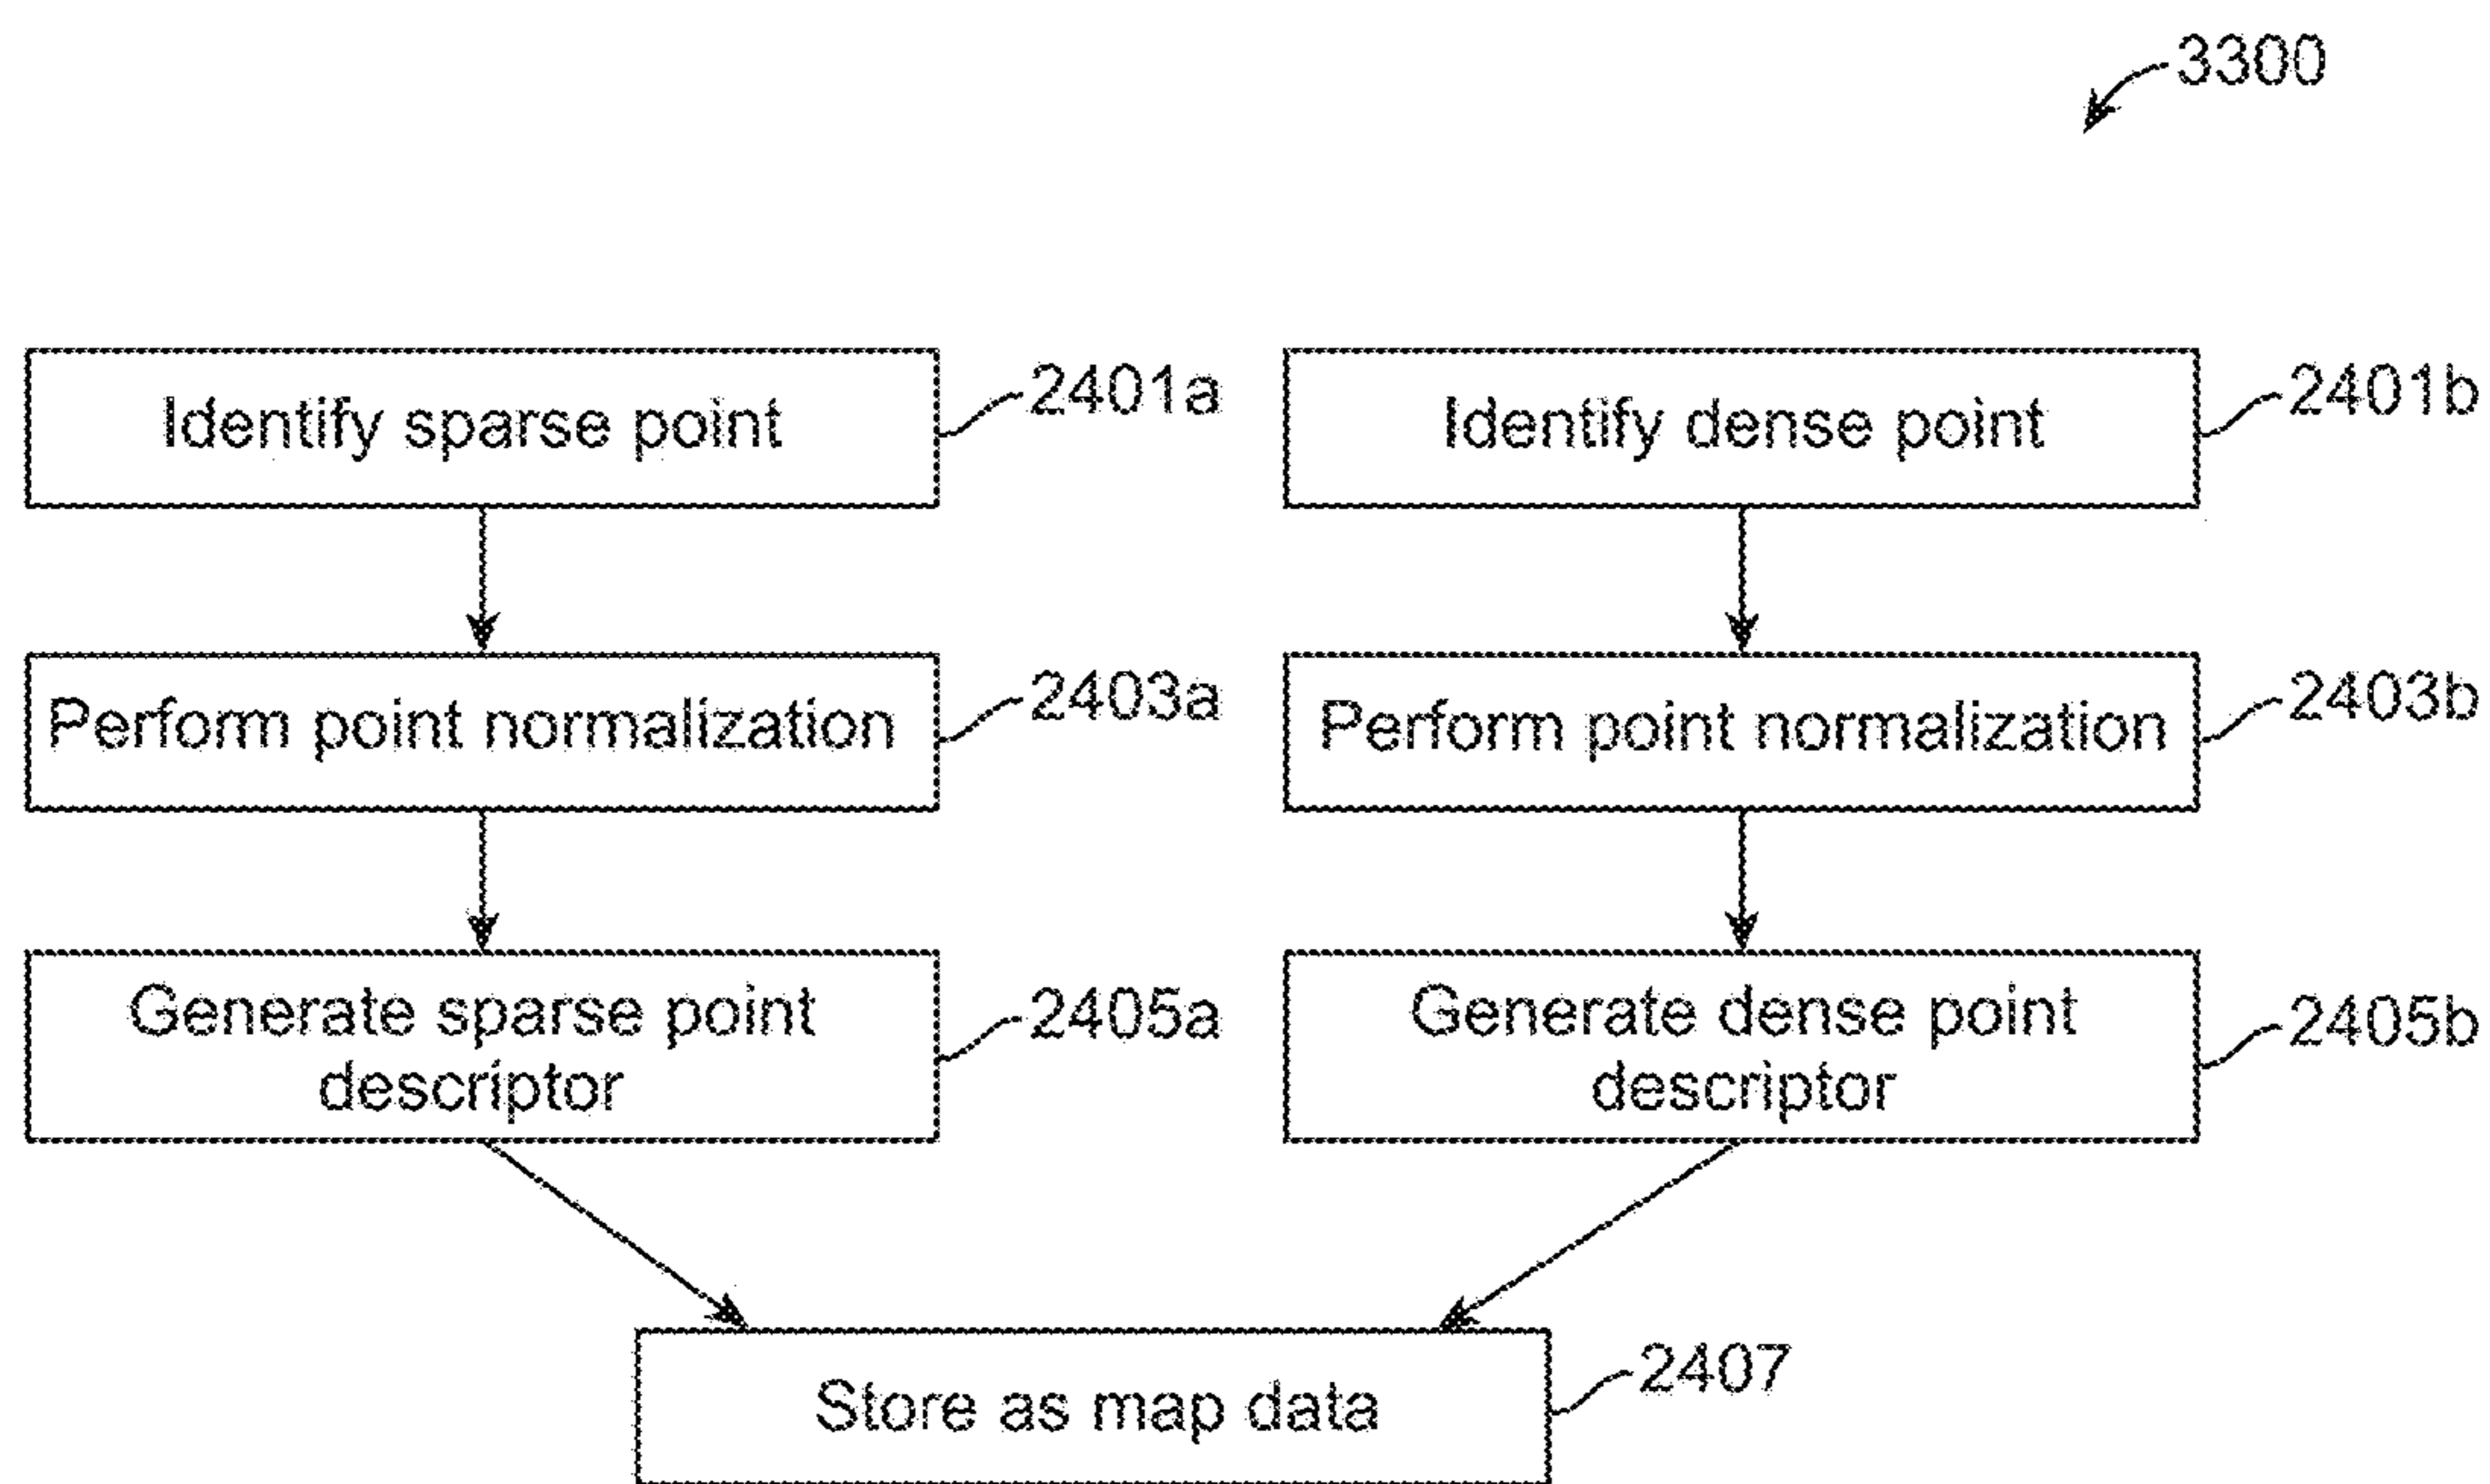 3300
Identify sparse point
2401a
Identify dense point
2401b
Perform point normalization
2403a
Perform point normalization
2403b
Generate sparse point
descriptor
2405a
Generate dense point
descriptor
2405b
Store as map data
2407